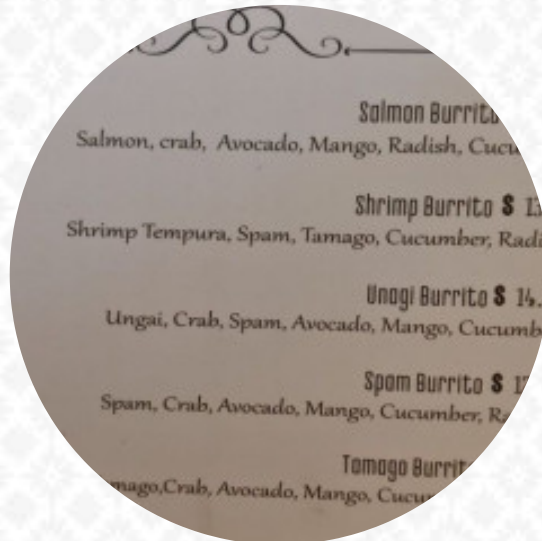 Salmon Burrito
Salmon, crab, Avocado, Mango, Radish,
Shrimp Burrito $
Shrimp Tempura, Spam, Tamago, Cucumber,
Unagi Burrito $ 14.
Ungai, Crab, Spam, Avocado, Mango,
Spam Burrito $
Spam, Crab, Avocado, Mango, Cucumber,
Tamago
Crab, Avocado, Mango,